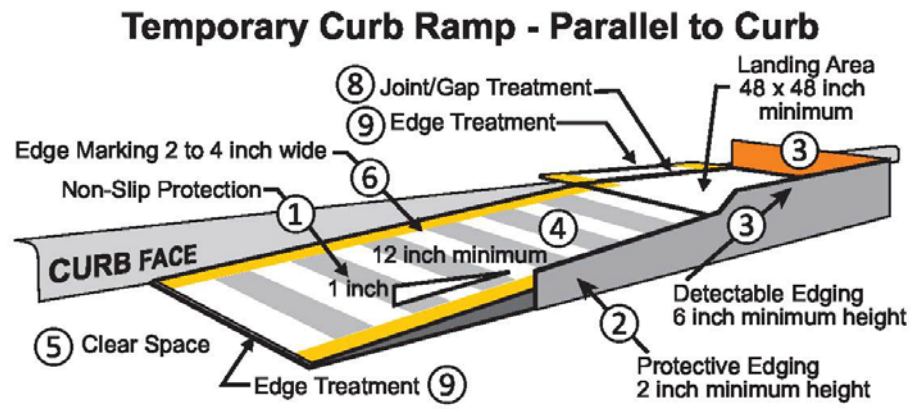 Temporary Curb Ramp - Parallel to Curb
Landing Area
48 x 48 inch
minimum
8 Joint/Gap Treatment
9 Edge Treatment
3
Edge Marking 2 to 4 inch wide
6
Non-Slip Protection
1
4
3
12 inch minimum
1 inch
CURB FACE
Detectable Edging
6 inch minimum height
2
5 Clear Space
Protective Edging
2 inch minimum height
Edge Treatment 9